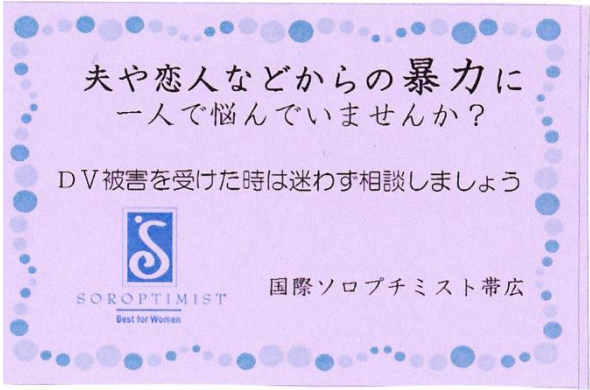 夫や恋人などからの暴力に
一人で悩んでいませんか？
ＤＶ被害を受けた時は迷わず相談しましょう
S
SOROPTIMIST
Best for Women
国際ソロプチミスト帯広